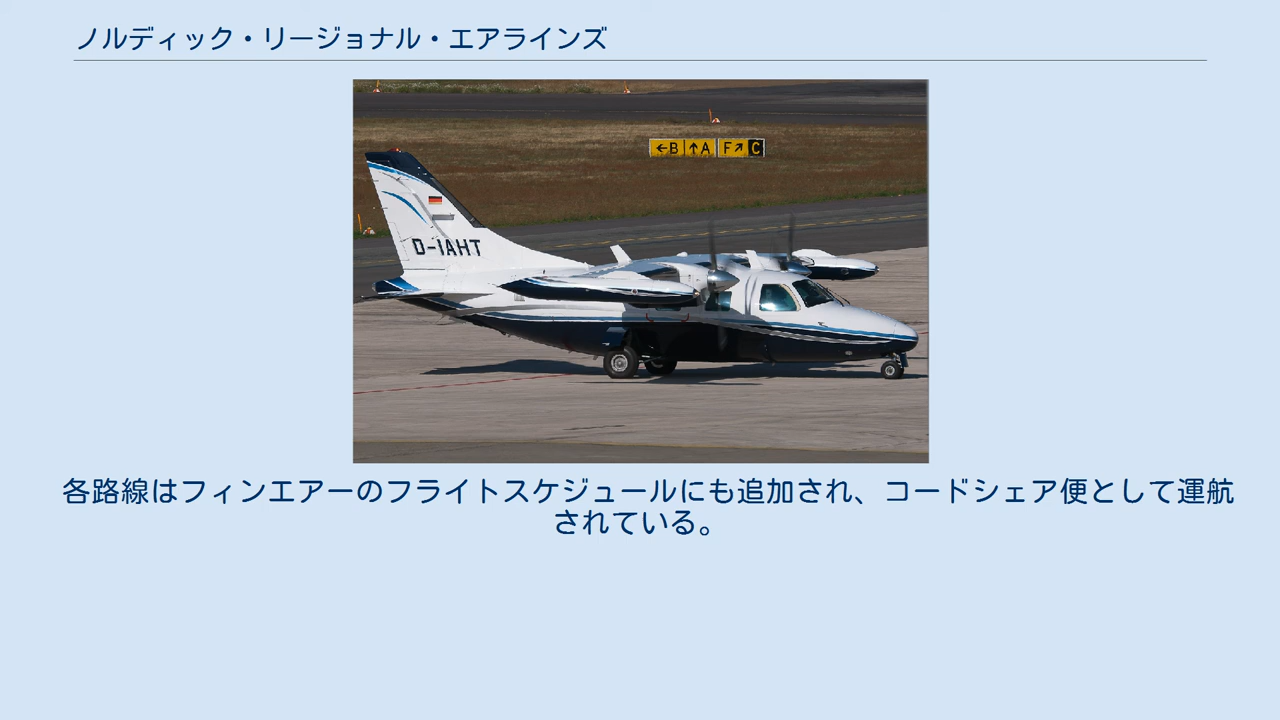 ノルディック・リージョナル・エアラインズ
←B ↑A F↗ C
D-IAHT
各路線はフィンエアーのフライトスケジュールにも追加され、コードシェア便として運航
されている。